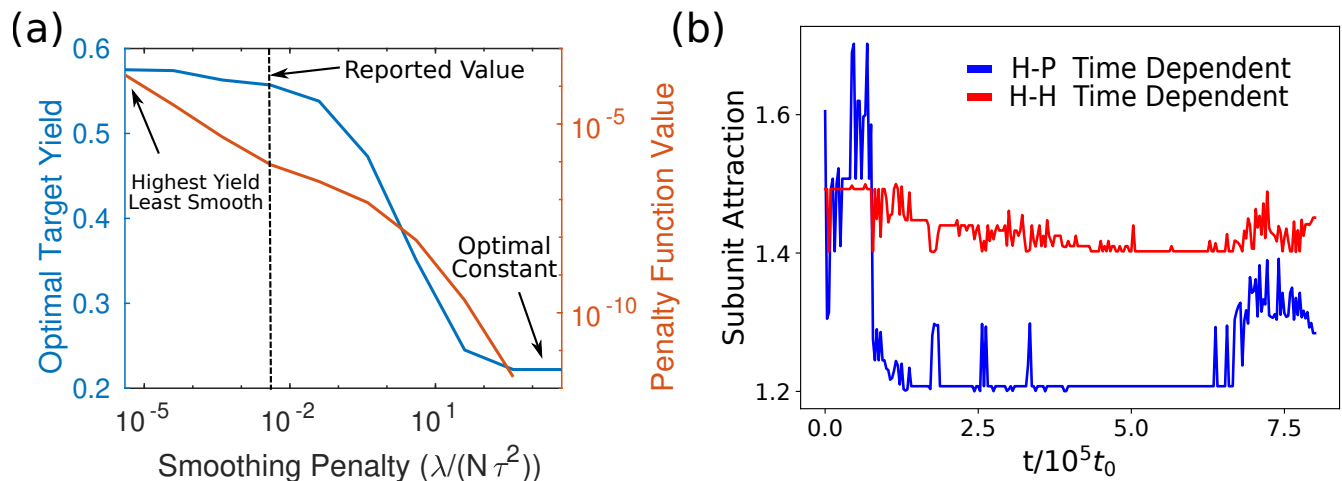 (a)
0.6
0.5
0.4
0.3
0.2
Optimal Target Yield
Reported Value
Highest Yield
Least Smooth
Optimal
Constant
10^-5
10^-10
Penalty Function Value
10^-5
10^-2
10^1
Smoothing Penalty (λ/(N τ^2))
(b)
H-P Time Dependent
H-H Time Dependent
1.6
1.4
1.2
Subunit Attraction
0.0
2.5
5.0
7.5
t/10^5t_0